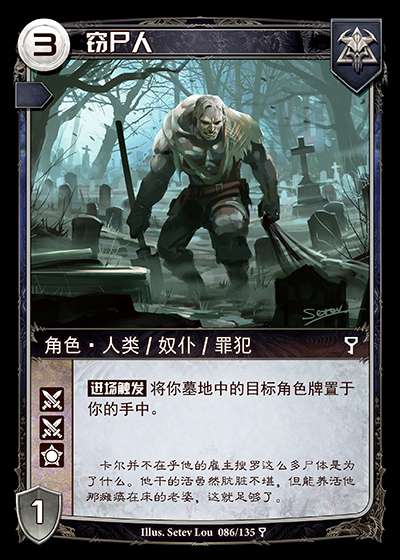 3 窃尸人
Setev
角色·人类 / 奴仆 / 罪犯
进场触发 将你墓地中的目标角色牌置于
你的手中。
卡尔并不在乎他的雇主搜罗这么多尸体是为
了什么。他干的活虽然肮脏不堪，但能养活他
那瘫痪在床的老婆，这就足够了。
1
Illus. Setev Lou 086/135